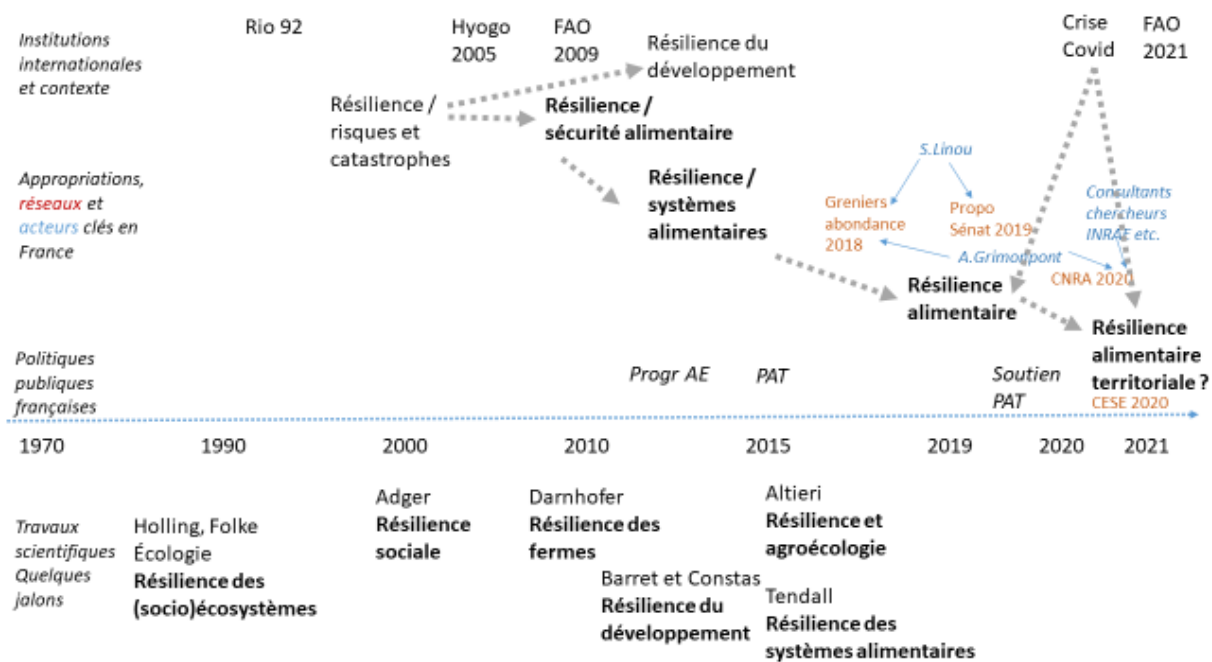 Institutions
internationales
et contexte
Rio 92
Hyogo
2005
FAO
2009
Résilience du
développement
Crise
Covid
FAO
2021
Résilience /
risques et
catastrophes
Résilience /
sécurité alimentaire
Appropriations,
réseaux et
acteurs clés en
France
Résilience /
systèmes
alimentaires
S.Linou
Greniers
abondance
2018
Propo
Sénat 2019
Consultants
chercheurs
INRAE etc.
A.Grimonpont
CNRA 2020
Résilience
alimentaire
Résilience
alimentaire
territoriale ?
CESE 2020
Politiques
publiques
françaises
Progr AE
PAT
Soutien
PAT
1970
1990
2000
2010
2015
2019
2020
2021
Travaux
scientifiques
Quelques
jalons
Holling, Folke
Écologie
Résilience des
(socio)écosystèmes
Adger
Résilience
sociale
Darnhofer
Résilience des
fermes
Barret et Constas
Résilience du
développement
Altieri
Résilience et
agroécologie
Tendall
Résilience des
systèmes alimentaires